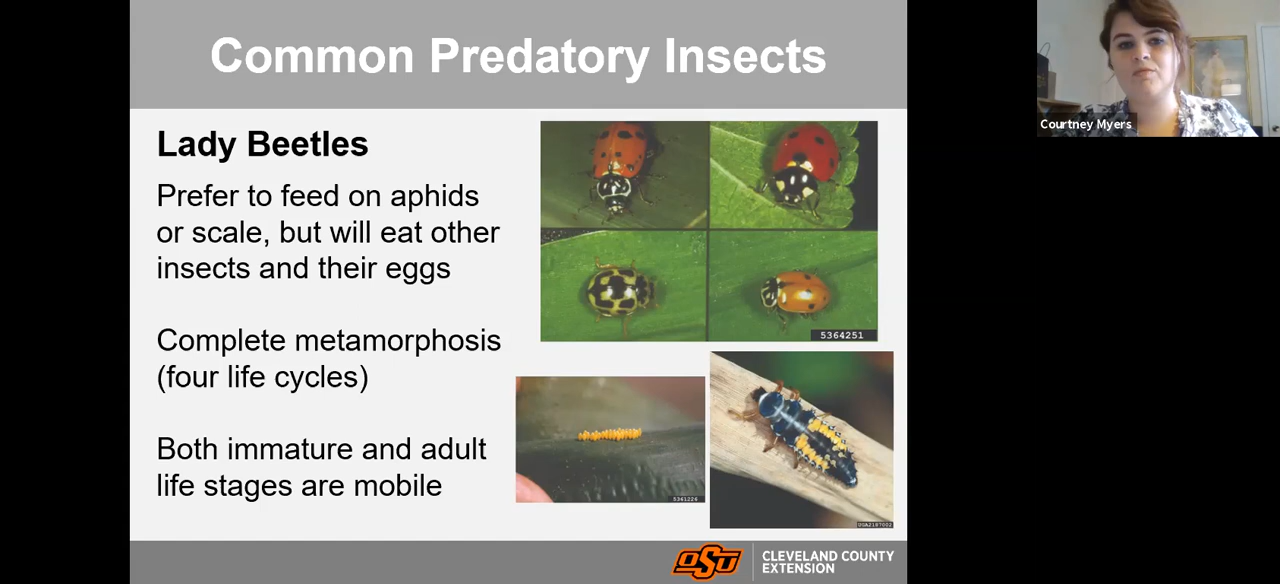 Common Predatory Insects
Courtney Myers
Lady Beetles
Prefer to feed on aphids
or scale, but will eat other
insects and their eggs
5364251
Complete metamorphosis
(four life cycles)
Both immature and adult
life stages are mobile
5361226
USA2187002
OSU
CLEVELAND COUNTY
EXTENSION